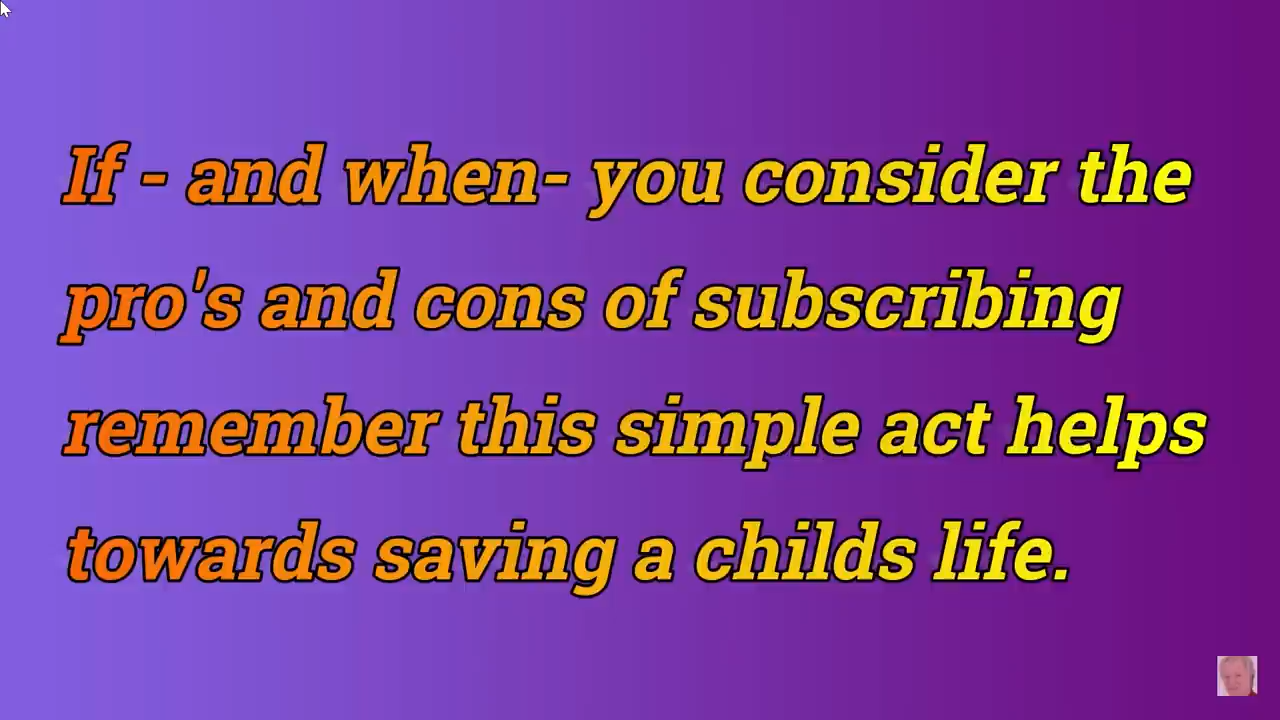 If - and when- you consider the
pro's and cons of subscribing
remember this simple act helps
towards saving a childs life.